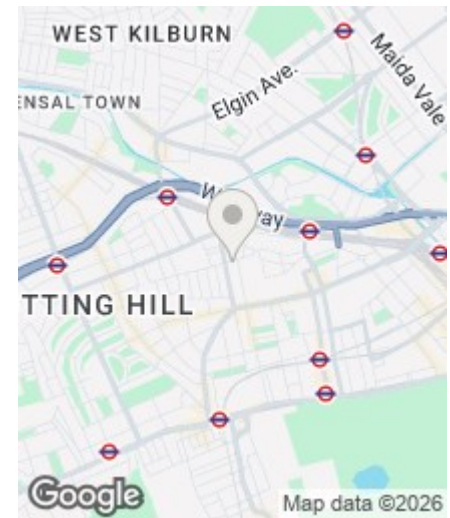 WEST KILBURN
ENSAL TOWN
Elgin Ave.
Maida Vale
TTING HILL
Google
Map data ©2026